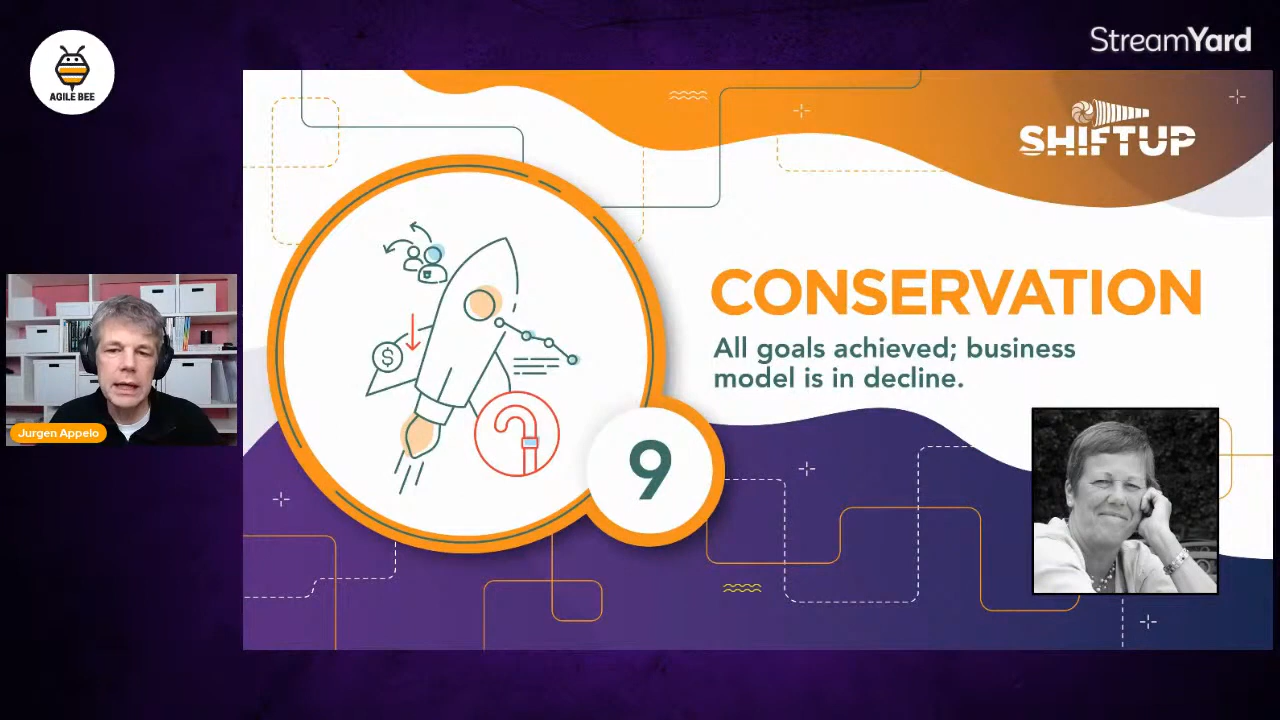 AGILE BEE
StreamYard
SHIFTUP
CONSERVATION
All goals achieved; business
model is in decline.
$
9
Jurgen Appelo